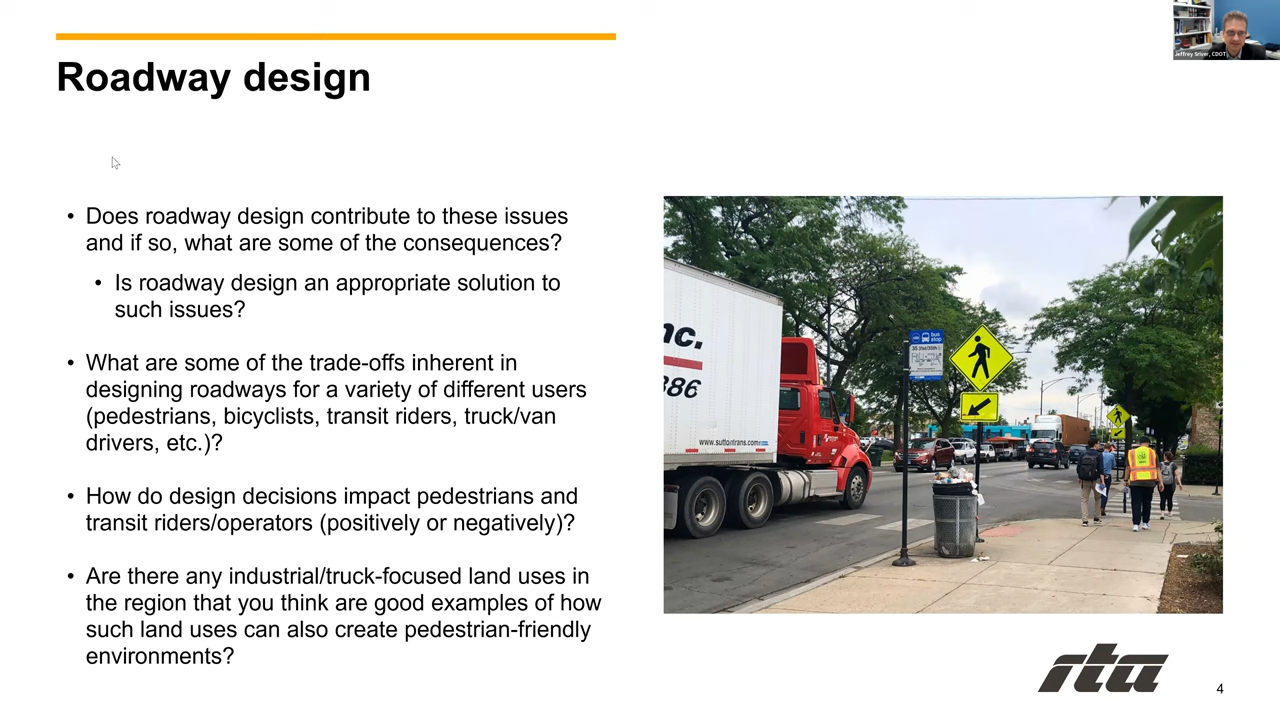 Jeffrey Sriver, CDOT
Roadway design
• Does roadway design contribute to these issues
and if so, what are some of the consequences?
• Is roadway design an appropriate solution to
such issues?
• What are some of the trade-offs inherent in
designing roadways for a variety of different users
(pedestrians, bicyclists, transit riders, truck/van
drivers, etc.)?
• How do design decisions impact pedestrians and
transit riders/operators (positively or negatively)?
• Are there any industrial/truck-focused land uses in
the region that you think are good examples of how
such land uses can also create pedestrian-friendly
environments?
nc.
386
www.suttontrans.com
bus
stop
rta
4